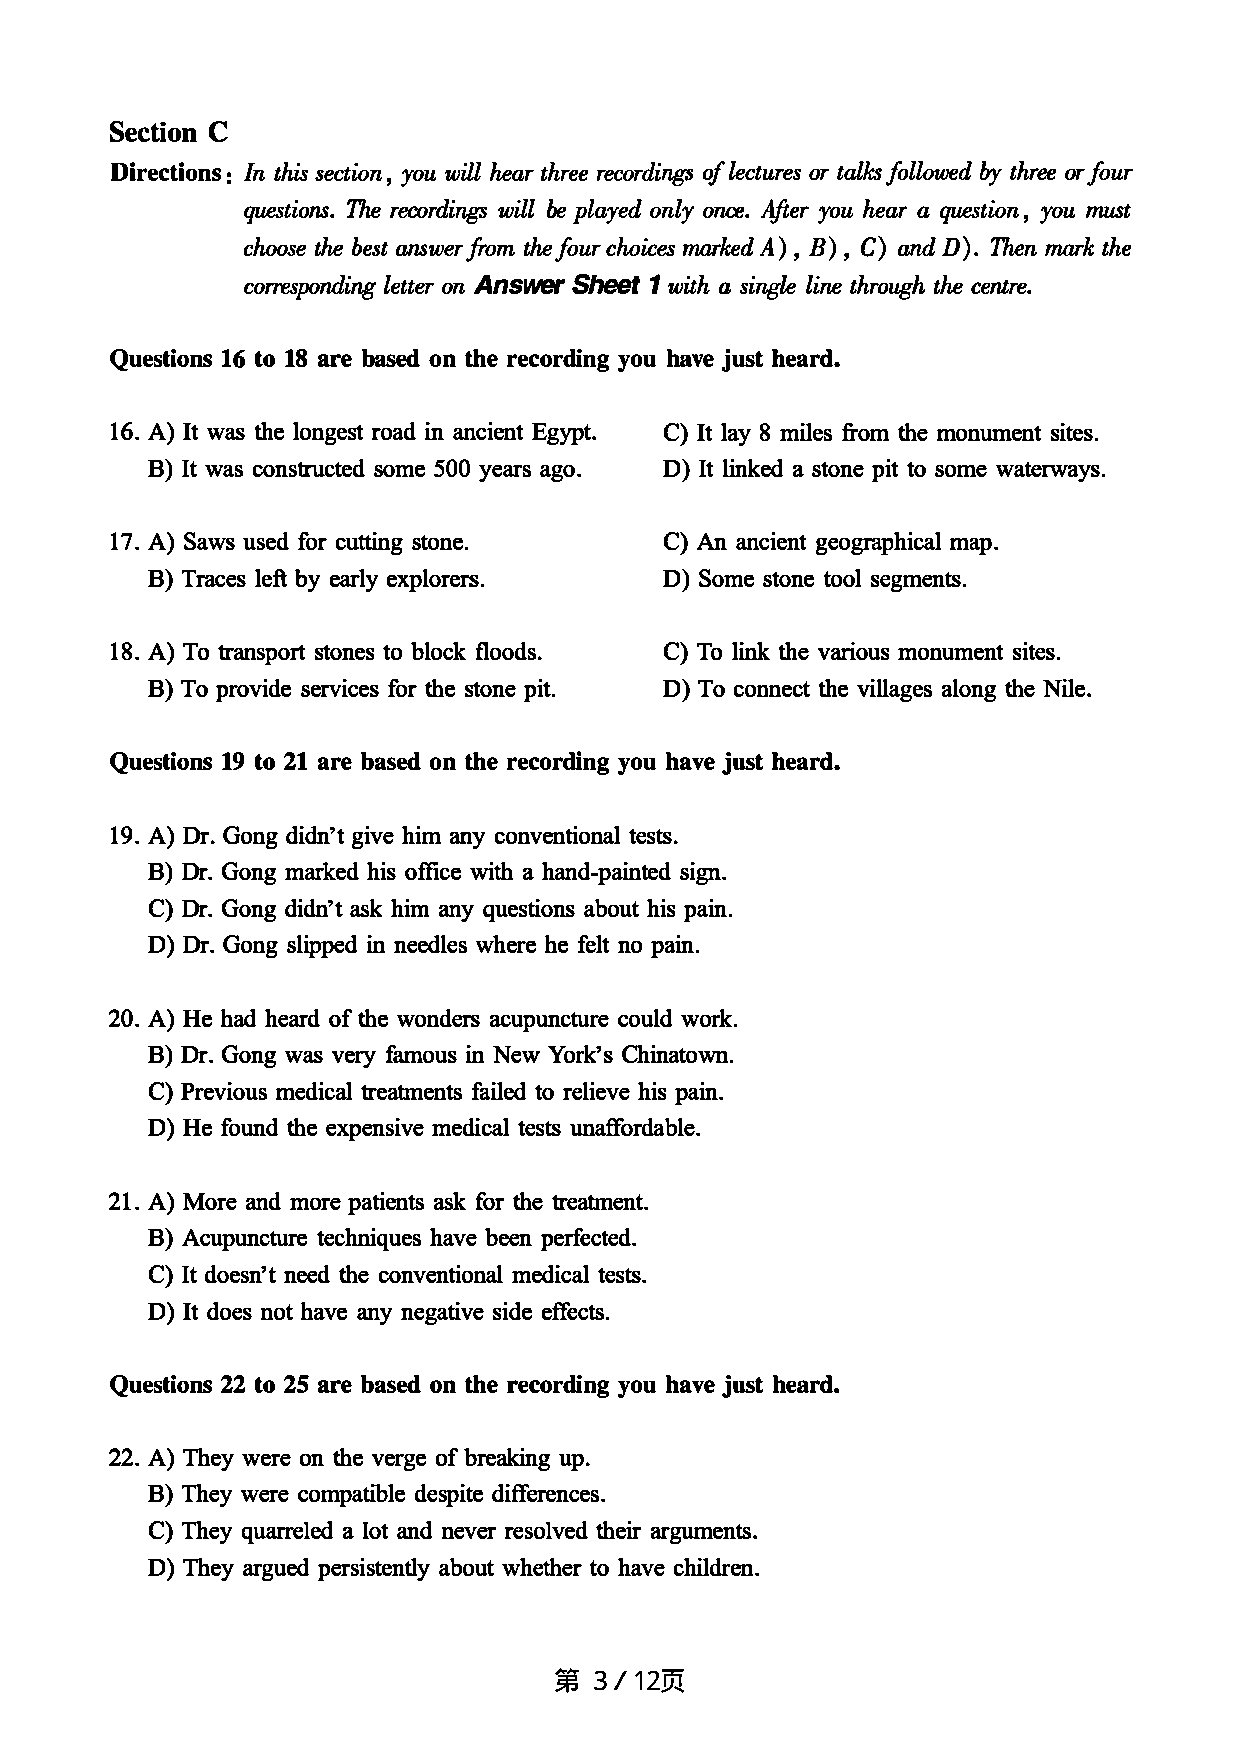 Section C
Directions: In this section, you will hear three recordings of lectures or talks followed by three or four
questions. The recordings will be played only once. After you hear a question, you must
choose the best answer from the four choices marked A), B), C) and D). Then mark the
corresponding letter on Answer Sheet 1 with a single line through the centre.
Questions 16 to 18 are based on the recording you have just heard.
16. A) It was the longest road in ancient Egypt. C) It lay 8 miles from the monument sites.
B) It was constructed some 500 years ago. D) It linked a stone pit to some waterways.
17. A) Saws used for cutting stone. C) An ancient geographical map.
B) Traces left by early explorers. D) Some stone tool segments.
18. A) To transport stones to block floods. C) To link the various monument sites.
B) To provide services for the stone pit. D) To connect the villages along the Nile.
Questions 19 to 21 are based on the recording you have just heard.
19. A) Dr. Gong didn't give him any conventional tests.
B) Dr. Gong marked his office with a hand-painted sign.
C) Dr. Gong didn't ask him any questions about his pain.
D) Dr. Gong slipped in needles where he felt no pain.
20. A) He had heard of the wonders acupuncture could work.
B) Dr. Gong was very famous in New York's Chinatown.
C) Previous medical treatments failed to relieve his pain.
D) He found the expensive medical tests unaffordable.
21. A) More and more patients ask for the treatment.
B) Acupuncture techniques have been perfected.
C) It doesn't need the conventional medical tests.
D) It does not have any negative side effects.
Questions 22 to 25 are based on the recording you have just heard.
22. A) They were on the verge of breaking up.
B) They were compatible despite differences.
C) They quarreled a lot and never resolved their arguments.
D) They argued persistently about whether to have children.
第 3 / 12页